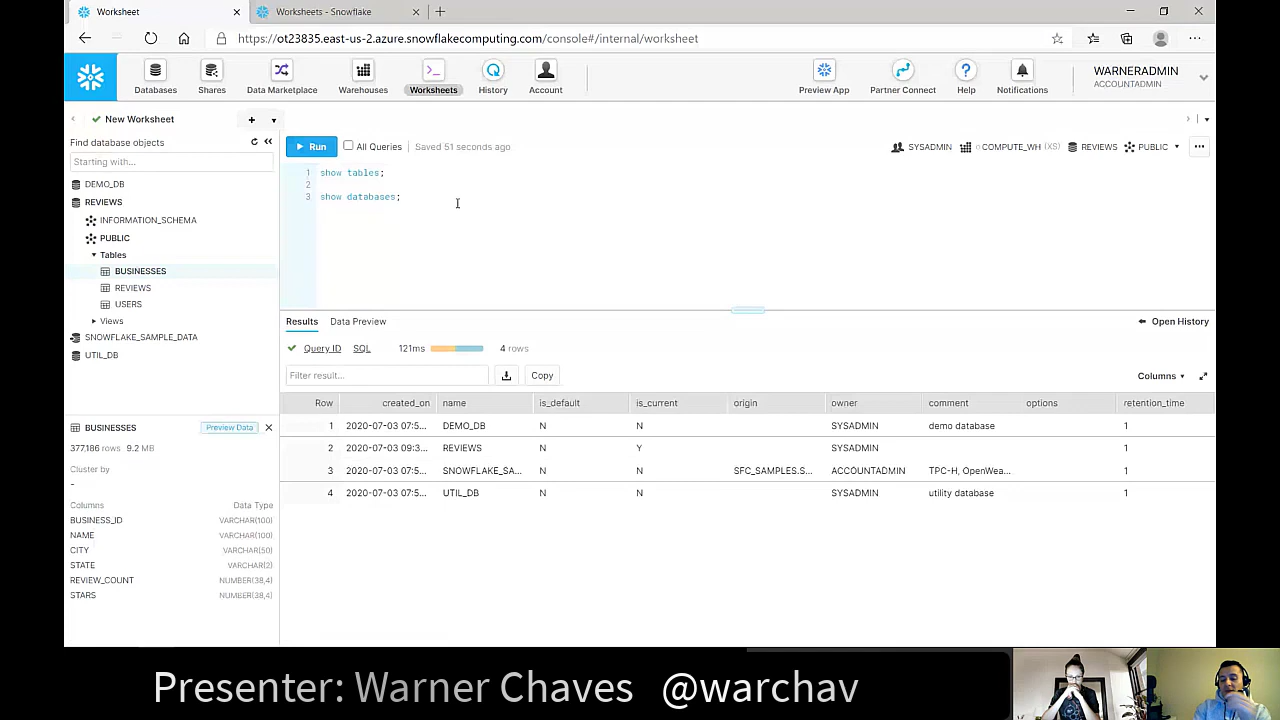 Worksheet
Worksheets - Snowflake
https://ot23835.east-us-2.azure.snowflakecomputing.com/console#/internal/worksheet
Databases
Shares
Data Marketplace
Warehouses
Worksheets
History
Account
Preview App
Partner Connect
Help
Notifications
WARNERADMIN
ACCOUNTADMIN
New Worksheet
Find database objects
Starting with...
DEMO_DB
REVIEWS
INFORMATION_SCHEMA
PUBLIC
Tables
BUSINESSES
REVIEWS
USERS
Views
SNOWFLAKE_SAMPLE_DATA
UTIL_DB
BUSINESSES Preview Data
377,186 rows 9.2 MB
Cluster by
-
Columns Data Type
BUSINESS_ID VARCHAR(100)
NAME VARCHAR(100)
CITY VARCHAR(50)
STATE VARCHAR(2)
REVIEW_COUNT NUMBER(38,4)
STARS NUMBER(38,4)
Run All Queries Saved 51 seconds ago SYSADMIN COMPUTE_WH (XS) REVIEWS PUBLIC
1 show tables;
2
3 show databases;
Results Data Preview Open History
Query ID SQL 121ms 4 rows
Filter result... Copy Columns
Row created_on name is_default is_current origin owner comment options retention_time
1 2020-07-03 07:5... DEMO_DB N N SYSADMIN demo database 1
2 2020-07-03 09:3... REVIEWS N Y SYSADMIN 1
3 2020-07-03 07:5... SNOWFLAKE_SA... N N SFC_SAMPLES.S... ACCOUNTADMIN TPC-H, OpenWea... 1
4 2020-07-03 07:5... UTIL_DB N N SYSADMIN utility database 1
Presenter: Warner Chaves @warchav